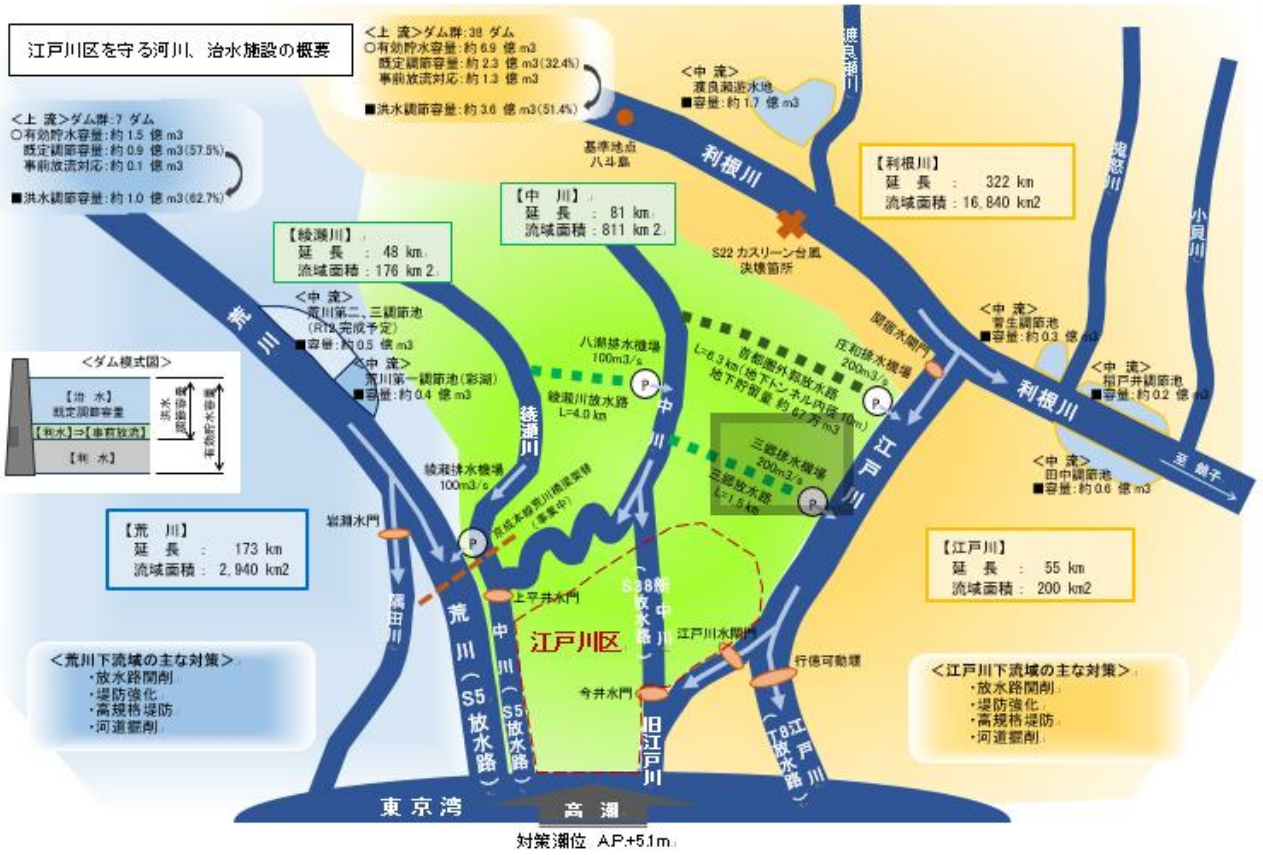 江戸川区を守る河川、治水施設の概要
＜上 流＞ダム群:38 ダム
○有効貯水容量:約 6.9 億 m3
既定調節容量:約 2.3 億 m3(32.4%)
事前放流対応:約 1.3 億 m3
■洪水調節容量:約 3.6 億 m3(51.4%)
＜上 流＞ダム群:7 ダム
○有効貯水容量:約 1.5 億 m3
既定調節容量:約 0.9 億 m3(57.5%)
事前放流対応:約 0.1 億 m3
■洪水調節容量:約 1.0 億 m3(62.7%)
＜中 流＞
渡良瀬遊水地
■容量:約 1.7 億 m3
渡良瀬川
基準地点
八斗島
利根川
【利根川】
延 長 : 322 km
流域面積 : 16,840 km2
鬼怒川
小貝川
【中 川】
延 長 : 81 km
流域面積 : 811 km 2
【綾瀬川】
延 長 : 48 km
流域面積 : 176 km 2
S22 カスリーン台風
決壊箇所
＜中 流＞
荒川第二、三調節池
(R12 完成予定)
■容量:約 0.5 億 m3
荒川
＜中 流＞
荒川第一調節池(彩湖)
■容量:約 0.4 億 m3
＜ダム模式図＞
【治 水】
既定調節容量
【利水】⇒【事前放流】
【利 水】
洪水
調節容量
有効貯水容量
八潮排水機場
100m3/s
P
綾瀬川放水路
L=4.0 km
綾瀬川
中川
首都圏外郭放水路
L=6.3 km(地下トンネル内径 10m)
地下貯留量 約 67 万 m3
庄和排水機場
200m3/s
P
関宿水閘門
＜中 流＞
菅生調節池
■容量:約 0.3 億 m3
＜中 流＞
稲戸井調節池
■容量:約 0.2 億 m3
利根川
至 銚子
＜中 流＞
田中調節池
■容量:約 0.6 億 m3
江戸川
三郷排水機場
200m3/s
三郷放水路
L=1.5 km
P
綾瀬排水機場
100m3/s
P
京成本線荒川橋梁架替
(事業中)
岩淵水門
【荒 川】
延 長 : 173 km
流域面積 : 2,940 km2
【江戸川】
延 長 : 55 km
流域面積 : 200 km2
隅田川
上平井水門
荒川(S5 放水路)
中川(S5 放水路)
江戸川区
新中川
(S38 放水路)
江戸川水閘門
行徳可動堰
今井水門
旧江戸川
江戸川
(T8 放水路)
＜荒川下流域の主な対策＞
・放水路開削
・堤防強化
・高規格堤防
・河道掘削
＜江戸川下流域の主な対策＞
・放水路開削
・堤防強化
・高規格堤防
・河道掘削
東京湾
高 潮
対策潮位 A.P.+5.1m